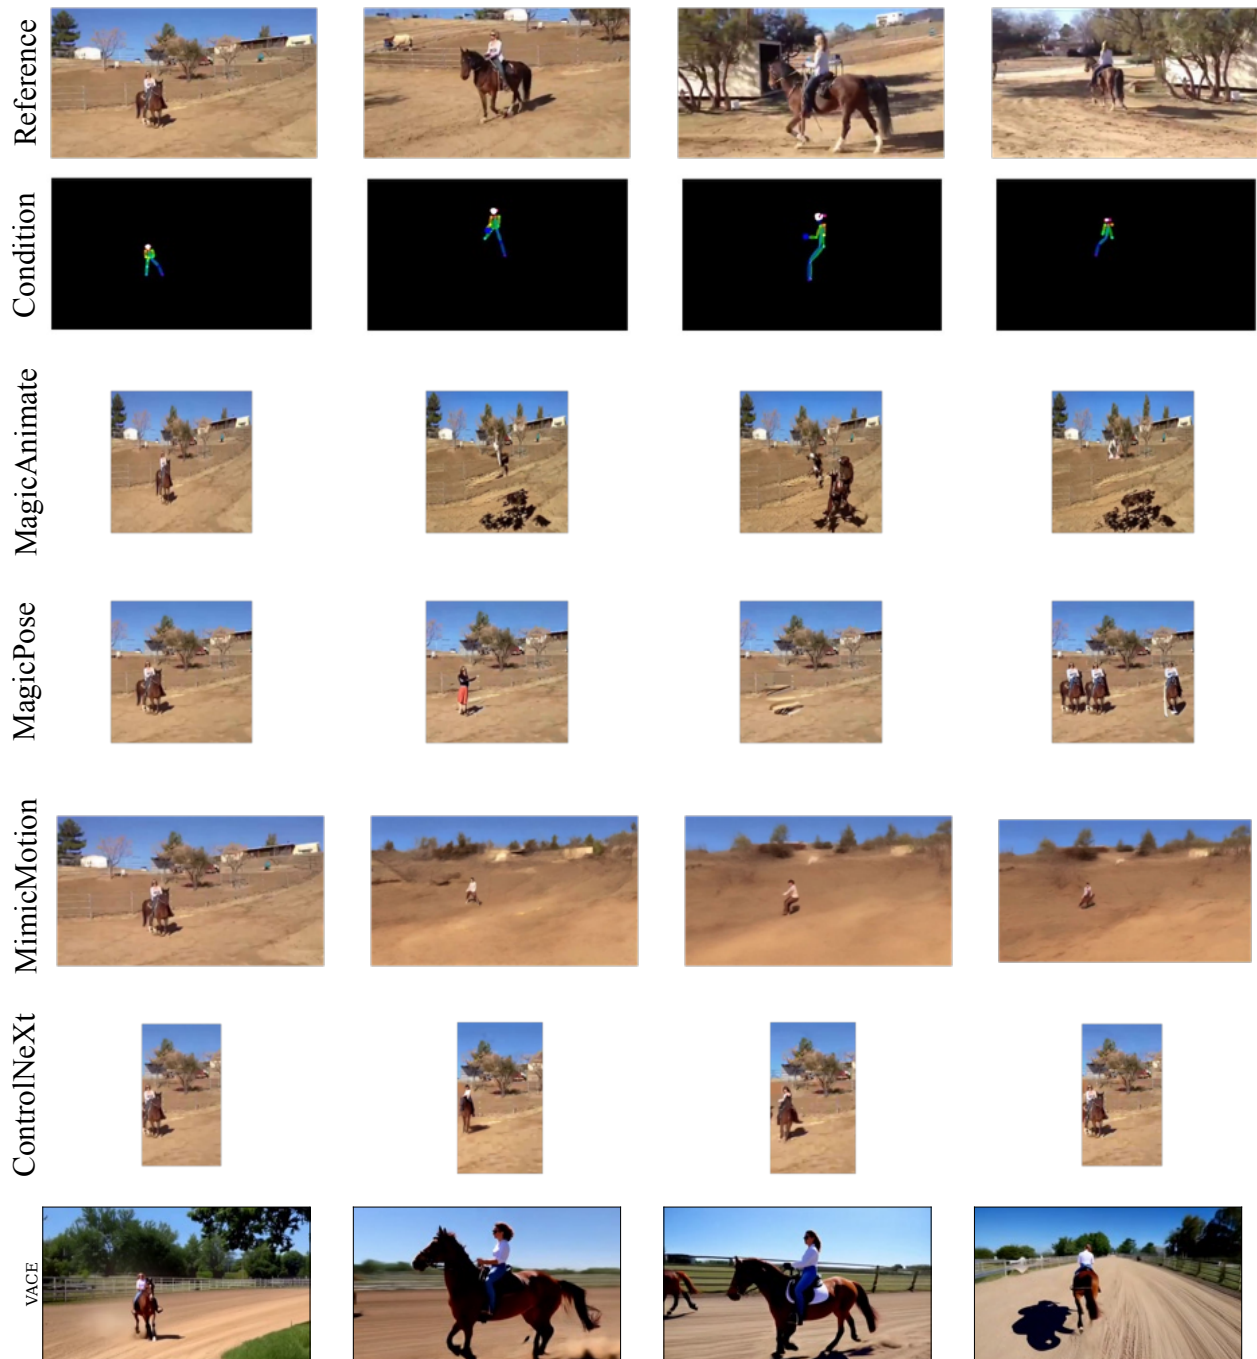 Reference
Condition
MagicAnimate
MagicPose
MimicMotion
ControlNeXt
VACE